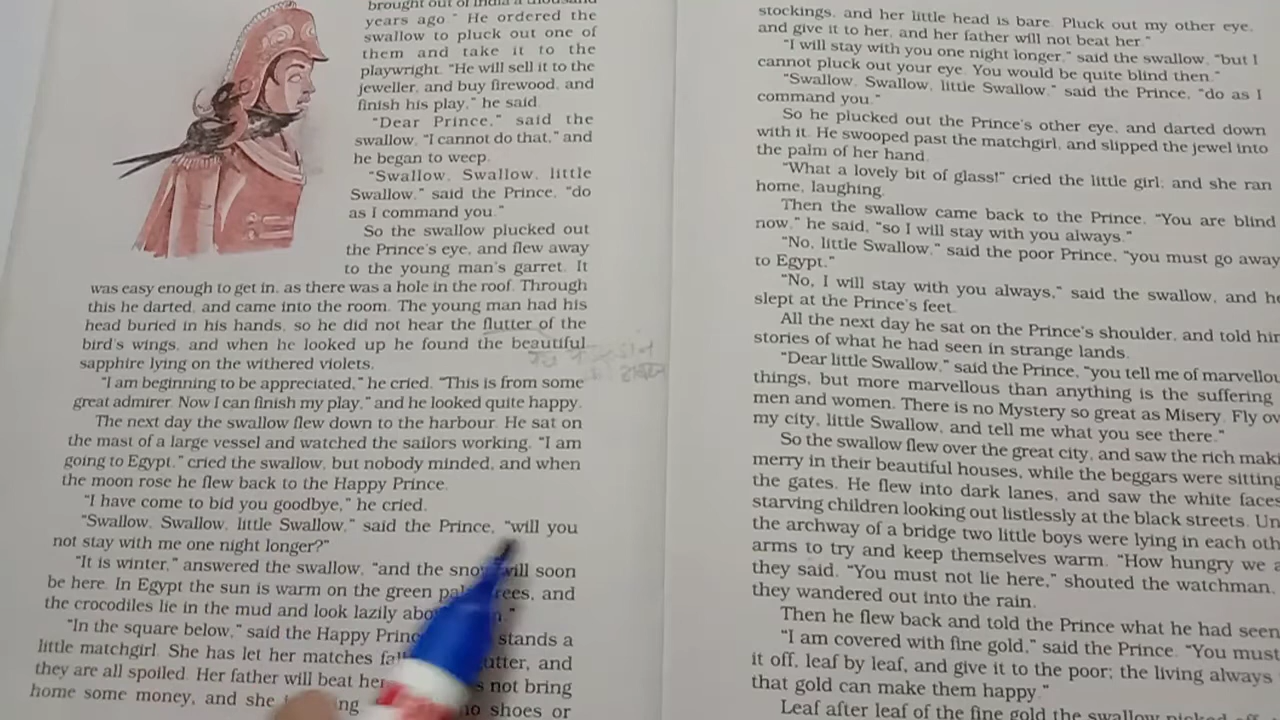 brought out of India a thousand
years ago." He ordered the
swallow to pluck out one of
them and take it to the
playwright. "He will sell it to the
jeweller, and buy firewood, and
finish his play," he said.
"Dear Prince," said the
swallow, "I cannot do that," and
he began to weep.
"Swallow, Swallow, little
Swallow," said the Prince, "do
as I command you."
So the swallow plucked out
the Prince's eye, and flew away
to the young man's garret. It
was easy enough to get in, as there was a hole in the roof. Through
this he darted, and came into the room. The young man had his
head buried in his hands, so he did not hear the flutter of the
bird's wings, and when he looked up he found the beautiful
sapphire lying on the withered violets.
"I am beginning to be appreciated," he cried. "This is from some
great admirer. Now I can finish my play," and he looked quite happy.
The next day the swallow flew down to the harbour. He sat on
the mast of a large vessel and watched the sailors working. "I am
going to Egypt," cried the swallow, but nobody minded, and when
the moon rose he flew back to the Happy Prince.
"I have come to bid you goodbye," he cried.
"Swallow, Swallow, little Swallow," said the Prince, "will you
not stay with me one night longer?"
"It is winter," answered the swallow, "and the snow will soon
be here. In Egypt the sun is warm on the green trees, and
the crocodiles lie in the mud and look lazily
"In the square below," said the Happy stands a
little matchgirl. She has let her matches and
they are all spoiled. Her father will beat her not bring
home some money, and she no shoes or
stockings, and her little head is bare. Pluck out my other eye,
and give it to her, and her father will not beat her."
"I will stay with you one night longer," said the swallow, "but I
cannot pluck out your eye. You would be quite blind then."
"Swallow, Swallow, little Swallow," said the Prince, "do as I
command you."
So he plucked out the Prince's other eye, and darted down
with it. He swooped past the matchgirl, and slipped the jewel into
the palm of her hand.
"What a lovely bit of glass!" cried the little girl, and she ran
home, laughing.
Then the swallow came back to the Prince. "You are blind
now," he said, "so I will stay with you always."
"No, little Swallow," said the poor Prince, "you must go away
to Egypt."
"No, I will stay with you always," said the swallow, and he
slept at the Prince's feet.
All the next day he sat on the Prince's shoulder, and told him
stories of what he had seen in strange lands.
"Dear little Swallow," said the Prince, "you tell me of marvellou
things, but more marvellous than anything is the suffering
men and women. There is no Mystery so great as Misery. Fly ov
my city, little Swallow, and tell me what you see there."
So the swallow flew over the great city, and saw the rich maki
merry in their beautiful houses, while the beggars were sitting
the gates. He flew into dark lanes, and saw the white faces
starving children looking out listlessly at the black streets. Un
the archway of a bridge two little boys were lying in each oth
arms to try and keep themselves warm. "How hungry we a
they said. "You must not lie here," shouted the watchman,
they wandered out into the rain.
Then he flew back and told the Prince what he had seen
"I am covered with fine gold," said the Prince. "You must
it off, leaf by leaf, and give it to the poor; the living always
that gold can make them happy."
Leaf after leaf of the fine gold the swallow picked off